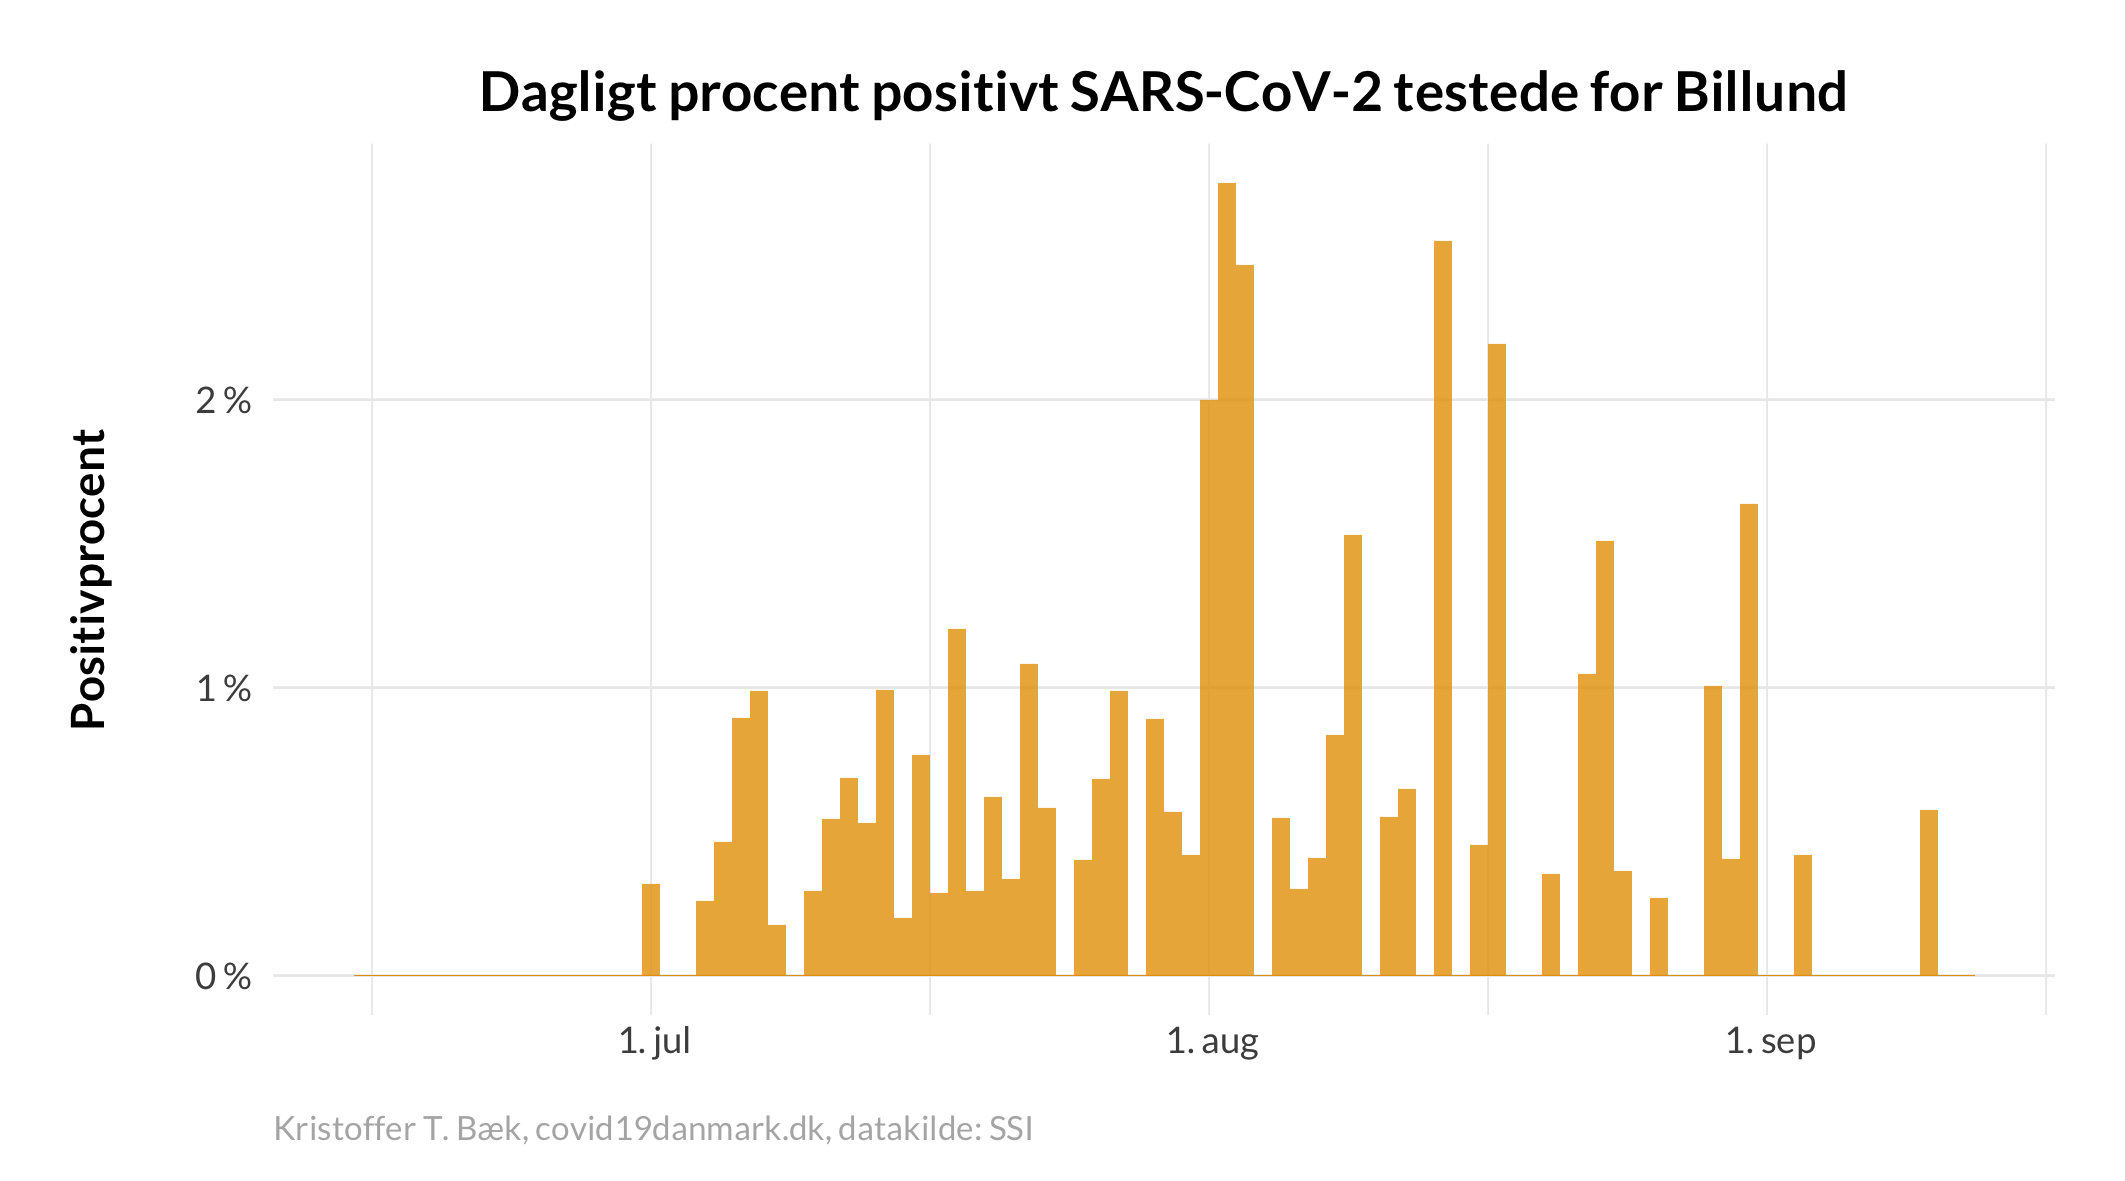 Dagligt procent positivt SARS-CoV-2 testede for Billund
Positivprocent
2 %
1 %
0 %
1. jul
1. aug
1. sep
Kristoffer T. Bæk, covid19danmark.dk, datakilde: SSI